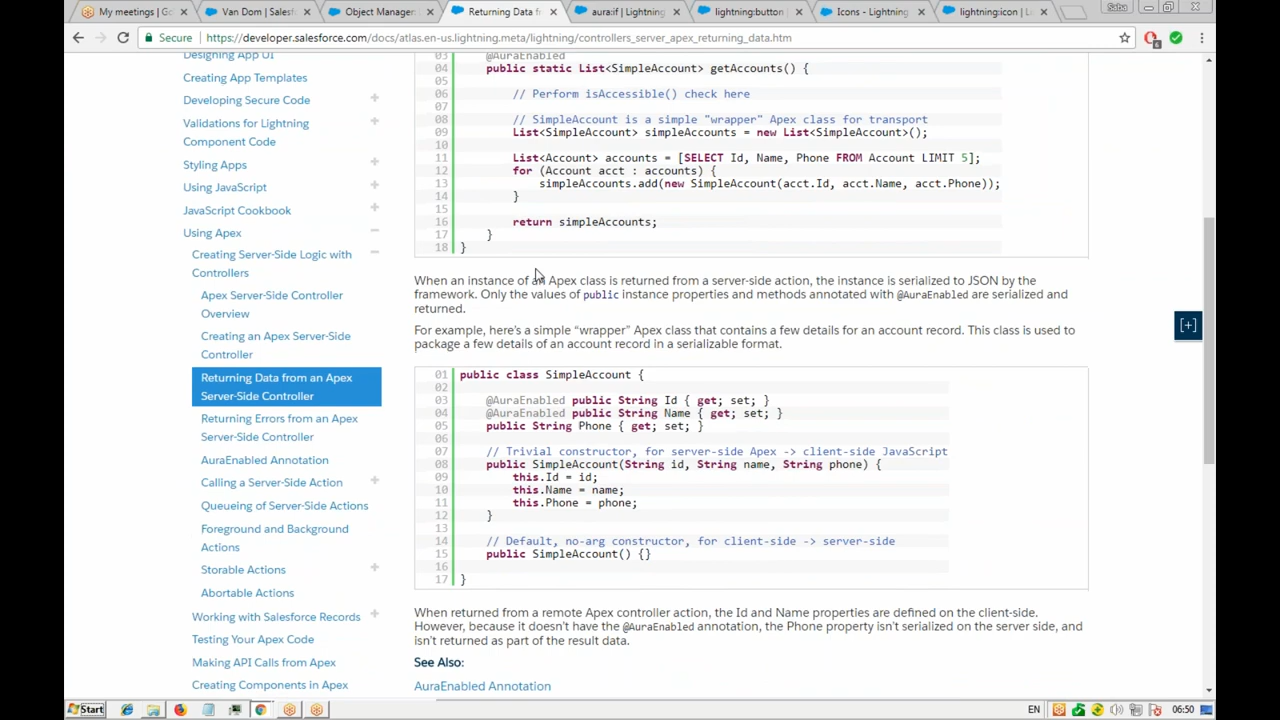 My meetings | Go
Van Dom | Salesf
Object Manager
Returning Data fr
aura:if | Lightning
lightning:button
Icons - Lightning
lightning:icon | Li
Saba
Secure
https://developer.salesforce.com/docs/atlas.en-us.lightning.meta/lightning/controllers_server_apex_returning_data.htm
Designing App UI
Creating App Templates
Developing Secure Code
Validations for Lightning
Component Code
Styling Apps
Using JavaScript
JavaScript Cookbook
Using Apex
Creating Server-Side Logic with
Controllers
Apex Server-Side Controller
Overview
Creating an Apex Server-Side
Controller
Returning Data from an Apex
Server-Side Controller
Returning Errors from an Apex
Server-Side Controller
AuraEnabled Annotation
Calling a Server-Side Action
Queueing of Server-Side Actions
Foreground and Background
Actions
Storable Actions
Abortable Actions
Working with Salesforce Records
Testing Your Apex Code
Making API Calls from Apex
Creating Components in Apex
03 @AuraEnabled
04 public static List<SimpleAccount> getAccounts() {
05
06 // Perform isAccessible() check here
07
08 // SimpleAccount is a simple "wrapper" Apex class for transport
09 List<SimpleAccount> simpleAccounts = new List<SimpleAccount>();
10
11 List<Account> accounts = [SELECT Id, Name, Phone FROM Account LIMIT 5];
12 for (Account acct : accounts) {
13 simpleAccounts.add(new SimpleAccount(acct.Id, acct.Name, acct.Phone));
14 }
15
16 return simpleAccounts;
17 }
18 }
When an instance of an Apex class is returned from a server-side action, the instance is serialized to JSON by the
framework. Only the values of public instance properties and methods annotated with @AuraEnabled are serialized and
returned.
For example, here's a simple “wrapper” Apex class that contains a few details for an account record. This class is used to
package a few details of an account record in a serializable format.
01 public class SimpleAccount {
02
03 @AuraEnabled public String Id { get; set; }
04 @AuraEnabled public String Name { get; set; }
05 public String Phone { get; set; }
06
07 // Trivial constructor, for server-side Apex -> client-side JavaScript
08 public SimpleAccount(String id, String name, String phone) {
09 this.Id = id;
10 this.Name = name;
11 this.Phone = phone;
12 }
13
14 // Default, no-arg constructor, for client-side -> server-side
15 public SimpleAccount() {}
16
17 }
When returned from a remote Apex controller action, the Id and Name properties are defined on the client-side.
However, because it doesn't have the @AuraEnabled annotation, the Phone property isn't serialized on the server side, and
isn't returned as part of the result data.
See Also:
AuraEnabled Annotation
[+]
Start
EN
06:50